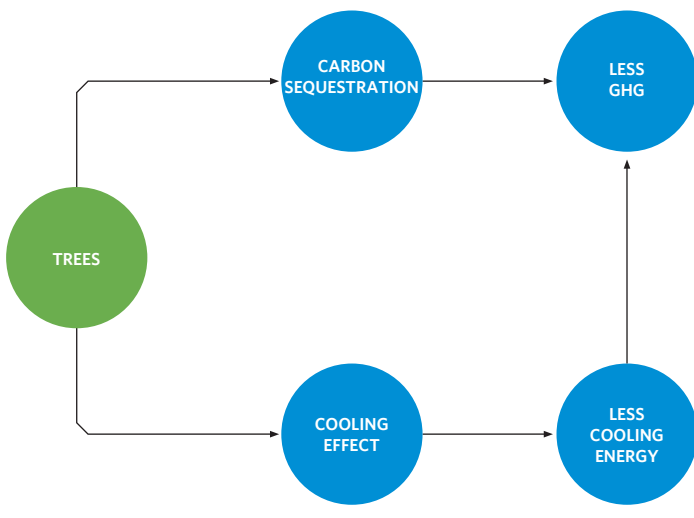 CARBON
SEQUESTRATION
LESS
GHG
TREES
COOLING
EFFECT
LESS
COOLING
ENERGY